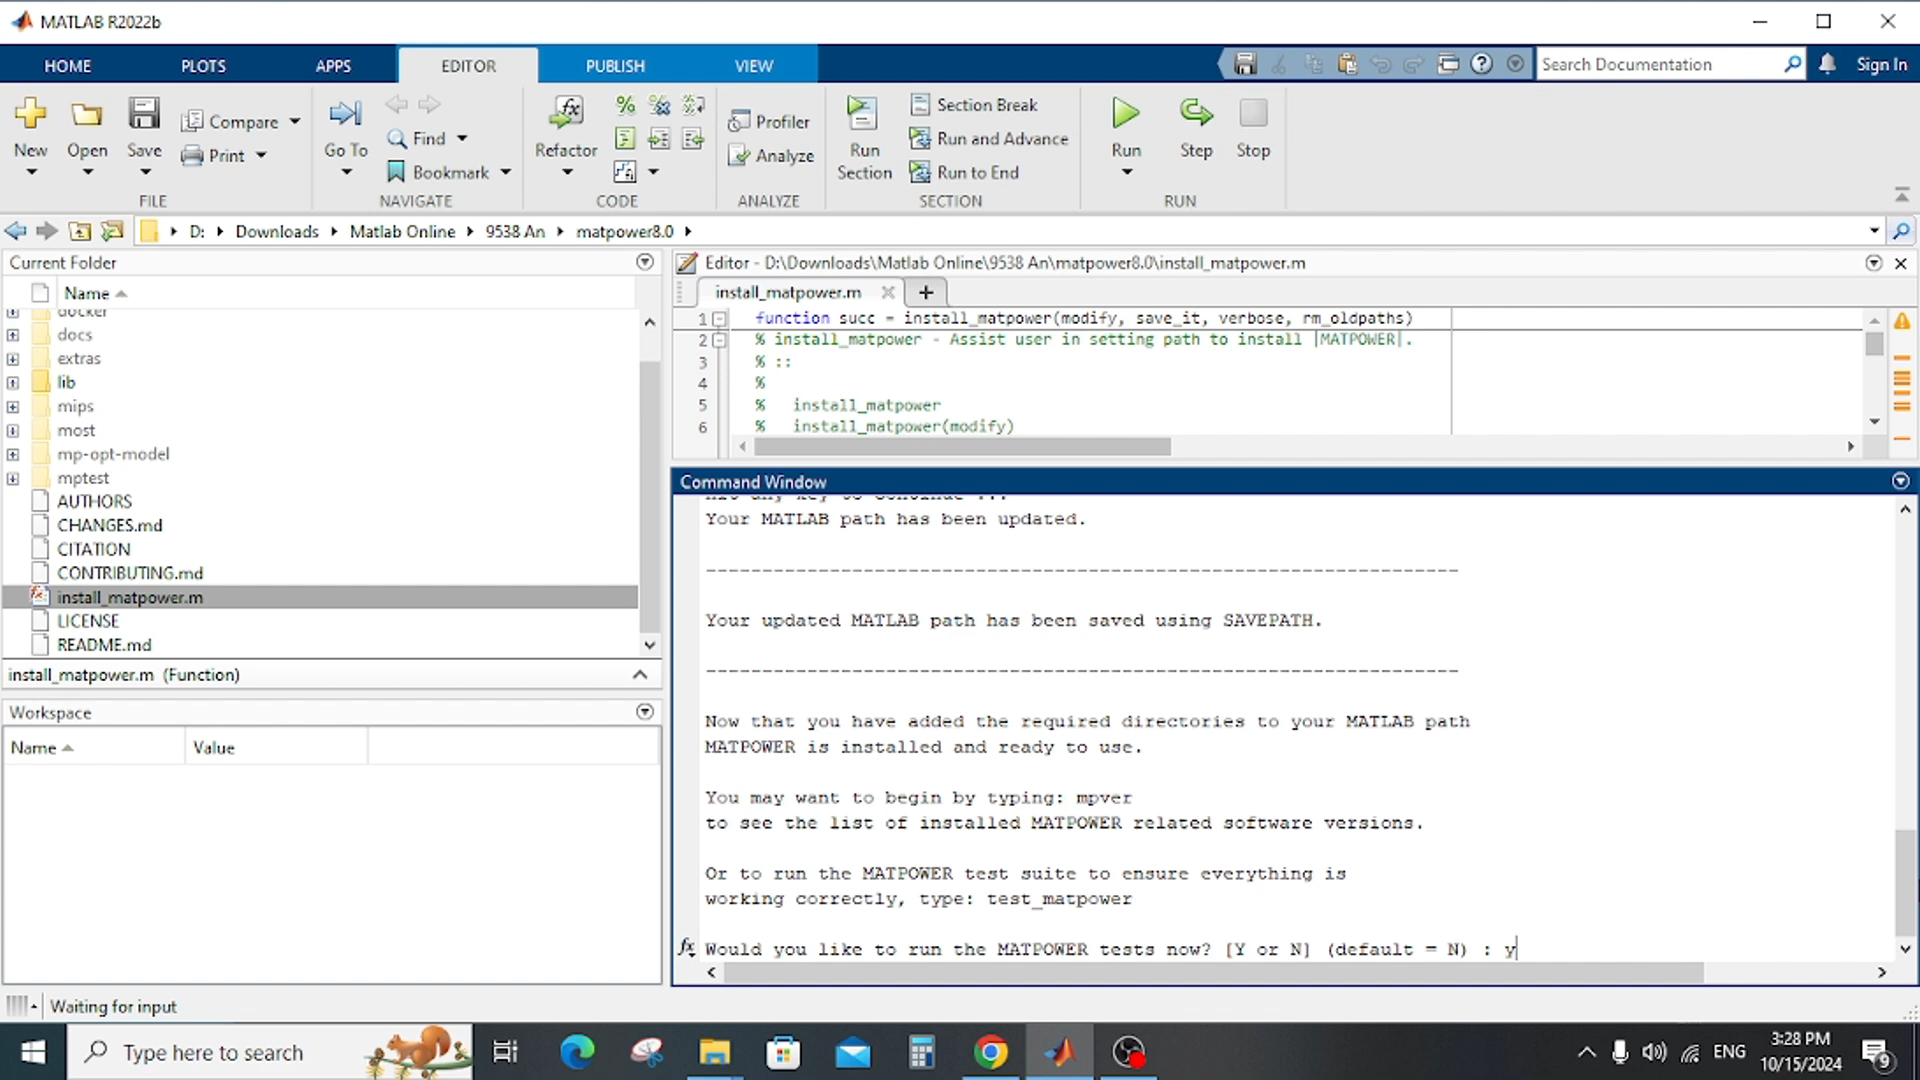 MATLAB R2022b
HOME PLOTS APPS EDITOR PUBLISH VIEW
Search Documentation
Sign In
New Open Save
Compare
Print
FILE
Go To
Find
Bookmark
NAVIGATE
Refactor
CODE
Profiler
Analyze
ANALYZE
Run Section
Section Break
Run and Advance
Run to End
SECTION
Run Step Stop
RUN
D: Downloads Matlab Online 9538 An matpower8.0
Current Folder
Name
docker
docs
extras
lib
mips
most
mp-opt-model
mptest
AUTHORS
CHANGES.md
CITATION
CONTRIBUTING.md
install_matpower.m
LICENSE
README.md
install_matpower.m (Function)
Workspace
Name Value
Editor - D:\Downloads\Matlab Online\9538 An\matpower8.0\install_matpower.m
install_matpower.m
1 function succ = install_matpower(modify, save_it, verbose, rm_oldpaths)
2 % install_matpower - Assist user in setting path to install |MATPOWER|.
3 % ::
4 %
5 % install_matpower
6 % install_matpower(modify)
Command Window
Hit any key to continue ...
Your MATLAB path has been updated.
Your updated MATLAB path has been saved using SAVEPATH.
Now that you have added the required directories to your MATLAB path
MATPOWER is installed and ready to use.
You may want to begin by typing: mpver
to see the list of installed MATPOWER related software versions.
Or to run the MATPOWER test suite to ensure everything is
working correctly, type: test_matpower
fx Would you like to run the MATPOWER tests now? [Y or N] (default = N) : y
Waiting for input
Type here to search
ENG
3:28 PM
10/15/2024
9